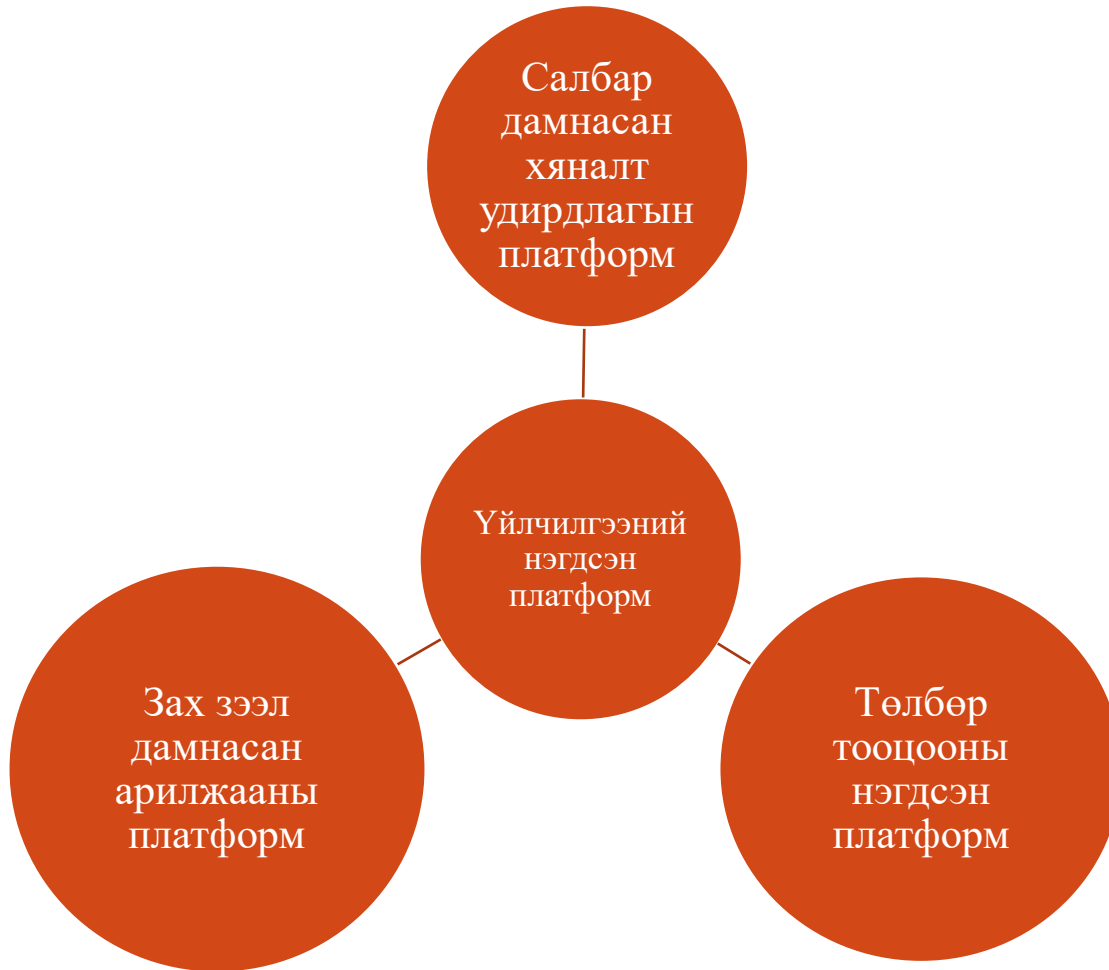 Салбар
дамнасан
хяналт
удирдлагын
платформ
Үйлчилгээний
нэгдсэн
платформ
Зах зээл
дамнасан
арилжааны
платформ
Төлбөр
тооцооны
нэгдсэн
платформ